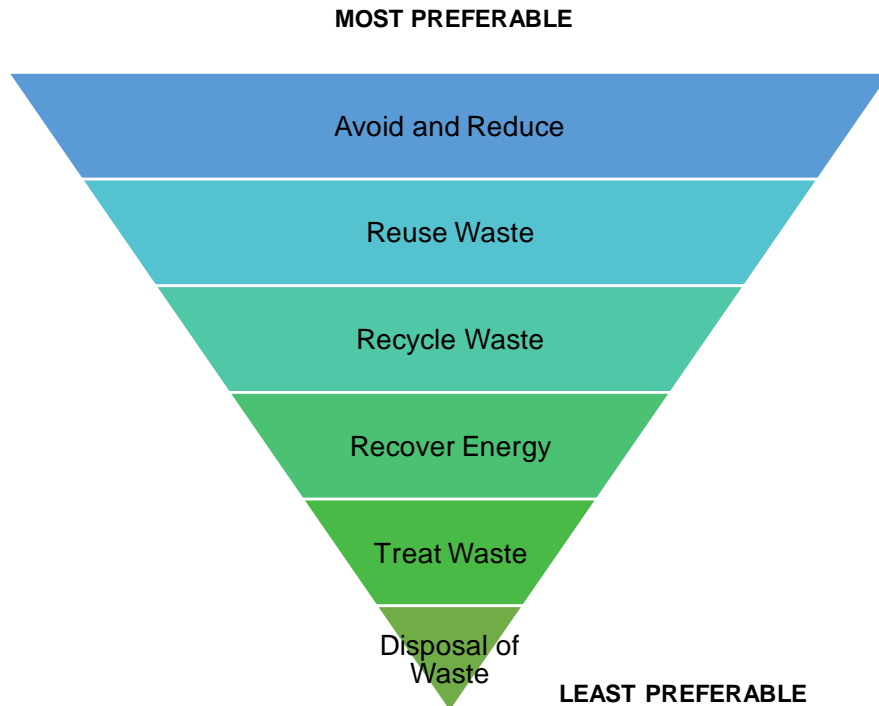 MOST PREFERABLE
Avoid and Reduce
Reuse Waste
Recycle Waste
Recover Energy
Treat Waste
Disposal of
Waste
LEAST PREFERABLE